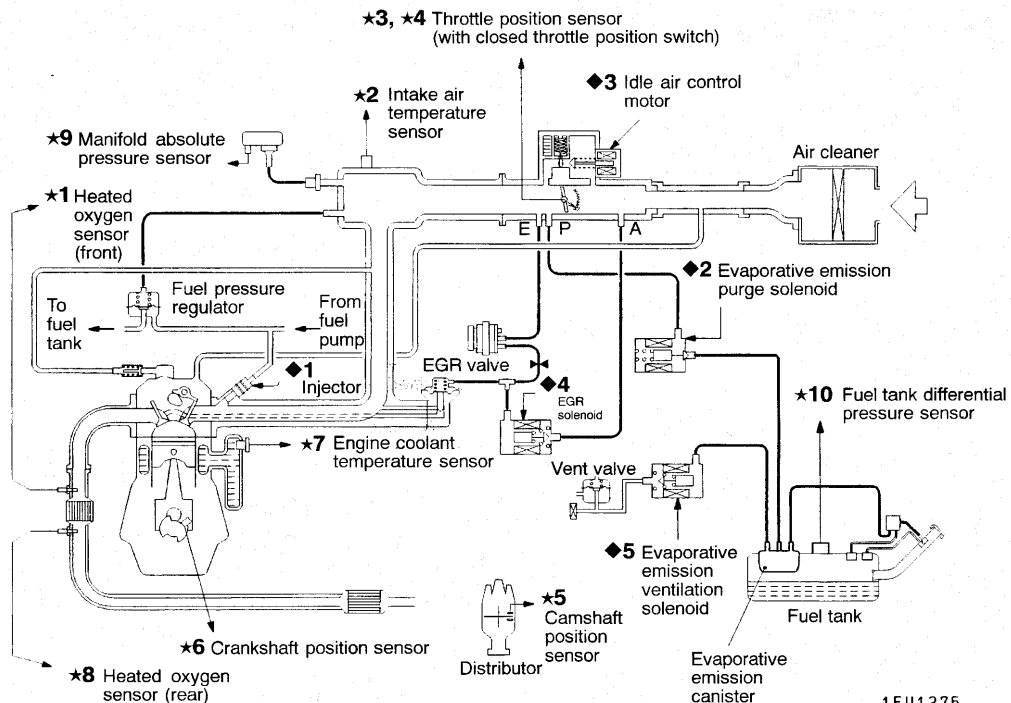 ★3, ★4 Throttle position sensor
(with closed throttle position switch)
◆3 Idle air control
motor
★2 Intake air
temperature
sensor
★9 Manifold absolute
pressure sensor
Air cleaner
★1 Heated
oxygen
sensor
(front)
E P A
◆2 Evaporative emission
purge solenoid
Fuel pressure
regulator
To
fuel
tank
From
fuel
pump
EGR valve
◆1
Injector
◆4
EGR
solenoid
★10 Fuel tank differential
pressure sensor
★7 Engine coolant
temperature sensor
Vent valve
◆5 Evaporative
emission
ventilation
solenoid
Fuel tank
★5
Camshaft
position
sensor
★6 Crankshaft position sensor
Distributor
Evaporative
emission
canister
★8 Heated oxygen
sensor (rear)